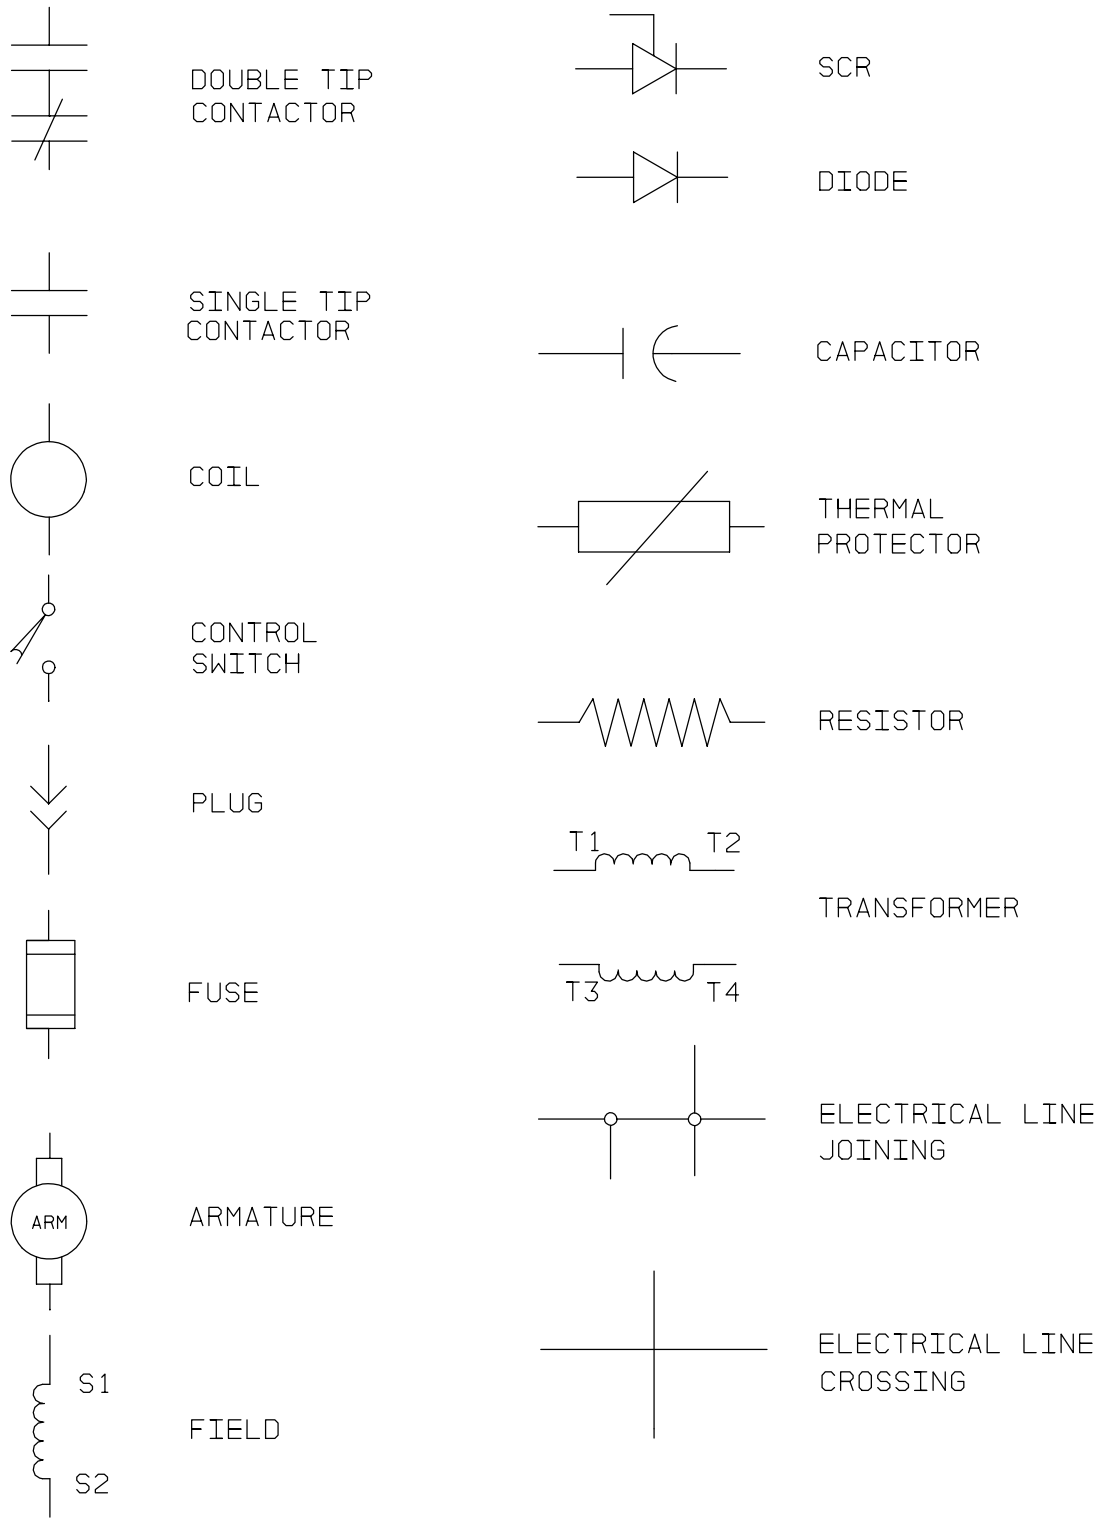 DOUBLE TIP
CONTACTOR
SINGLE TIP
CONTACTOR
COIL
CONTROL
SWITCH
PLUG
FUSE
ARM
ARMATURE
S1
FIELD
S2
SCR
DIODE
CAPACITOR
THERMAL
PROTECTOR
RESISTOR
T1 T2
TRANSFORMER
T3 T4
ELECTRICAL LINE
JOINING
ELECTRICAL LINE
CROSSING